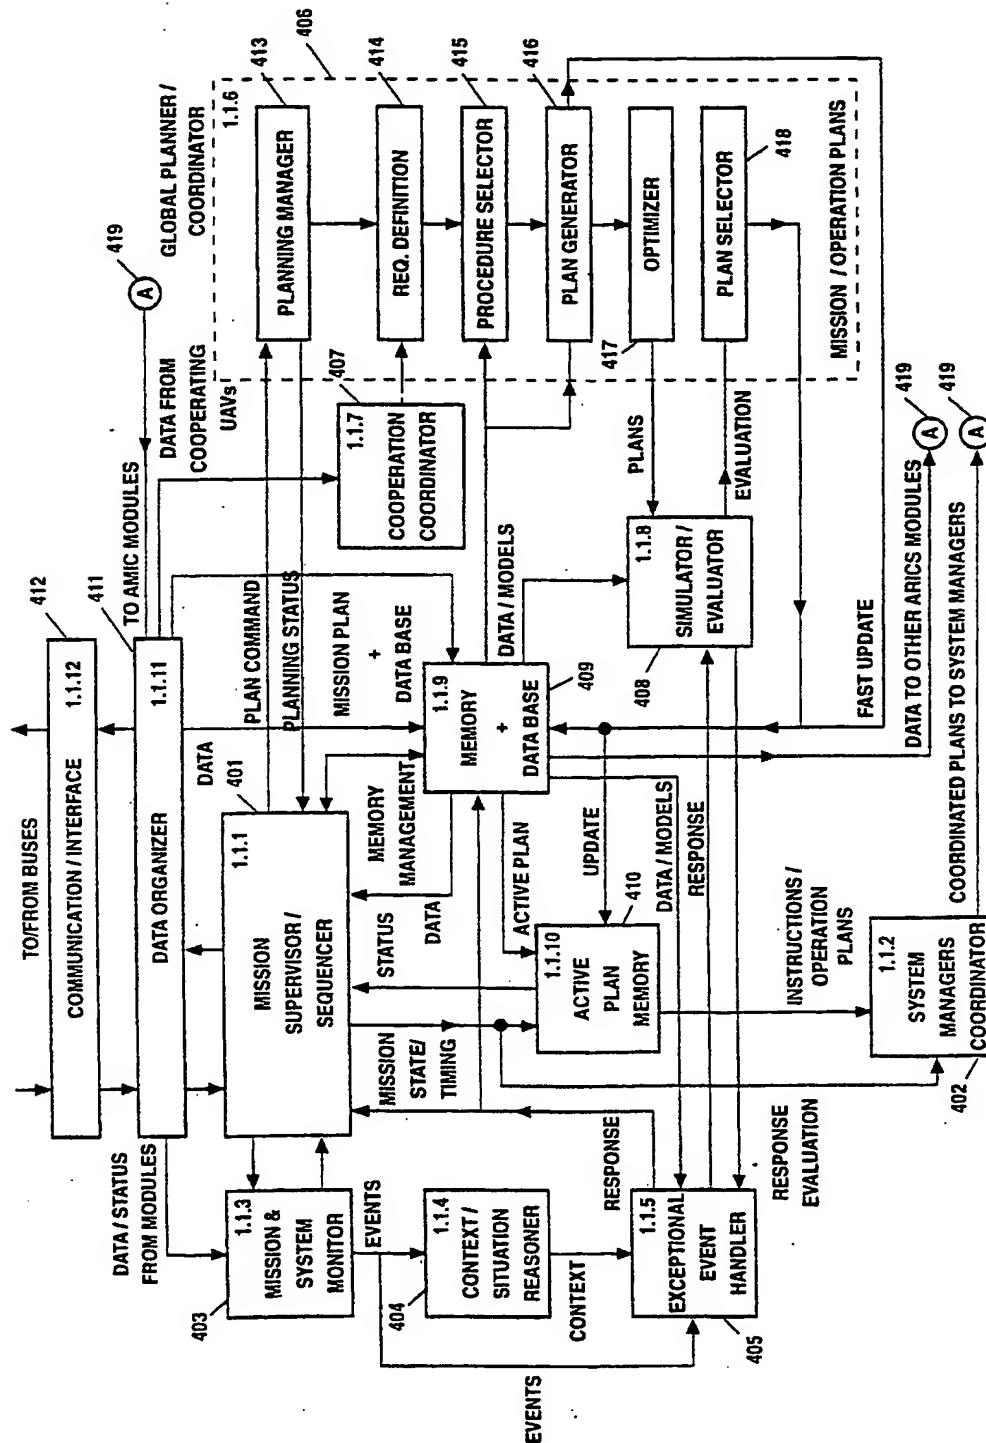 TO/FROM BUSES
412
COMMUNICATION / INTERFACE
1.1.12
411
DATA ORGANIZER
1.1.11
TO AMIC MODULES
419
A
DATA FROM
COOPERATING
UAVs
GLOBAL PLANNER /
COORDINATOR
406
1.1.6
PLANNING MANAGER
413
REQ. DEFINITION
414
PROCEDURE SELECTOR
415
PLAN GENERATOR
416
OPTIMIZER
417
PLAN SELECTOR
418
MISSION / OPERATION PLANS
407
1.1.7
COOPERATION
COORDINATOR
DATA / STATUS
FROM MODULES
DATA
401
1.1.1
MISSION
SUPERVISOR /
SEQUENCER
PLAN COMMAND
PLANNING STATUS
MISSION PLAN
+
DATA BASE
1.1.3
MISSION &
SYSTEM
MONITOR
403
MEMORY
MANAGEMENT
DATA
STATUS
1.1.9
MEMORY
+
DATA BASE
409
DATA / MODELS
PLANS
EVALUATION
1.1.8
SIMULATOR /
EVALUATOR
408
EVENTS
MISSION
STATE/
TIMING
ACTIVE PLAN
UPDATE
1.1.4
CONTEXT /
SITUATION
REASONER
404
1.1.10
ACTIVE
PLAN
MEMORY
410
DATA / MODELS
RESPONSE
FAST UPDATE
CONTEXT
RESPONSE
1.1.5
EXCEPTIONAL
EVENT
HANDLER
405
EVENTS
RESPONSE
EVALUATION
INSTRUCTIONS /
OPERATION
PLANS
1.1.2
SYSTEM
MANAGERS
COORDINATOR
402
DATA TO OTHER ARICS MODULES
419
A
COORDINATED PLANS TO SYSTEM MANAGERS
419
A